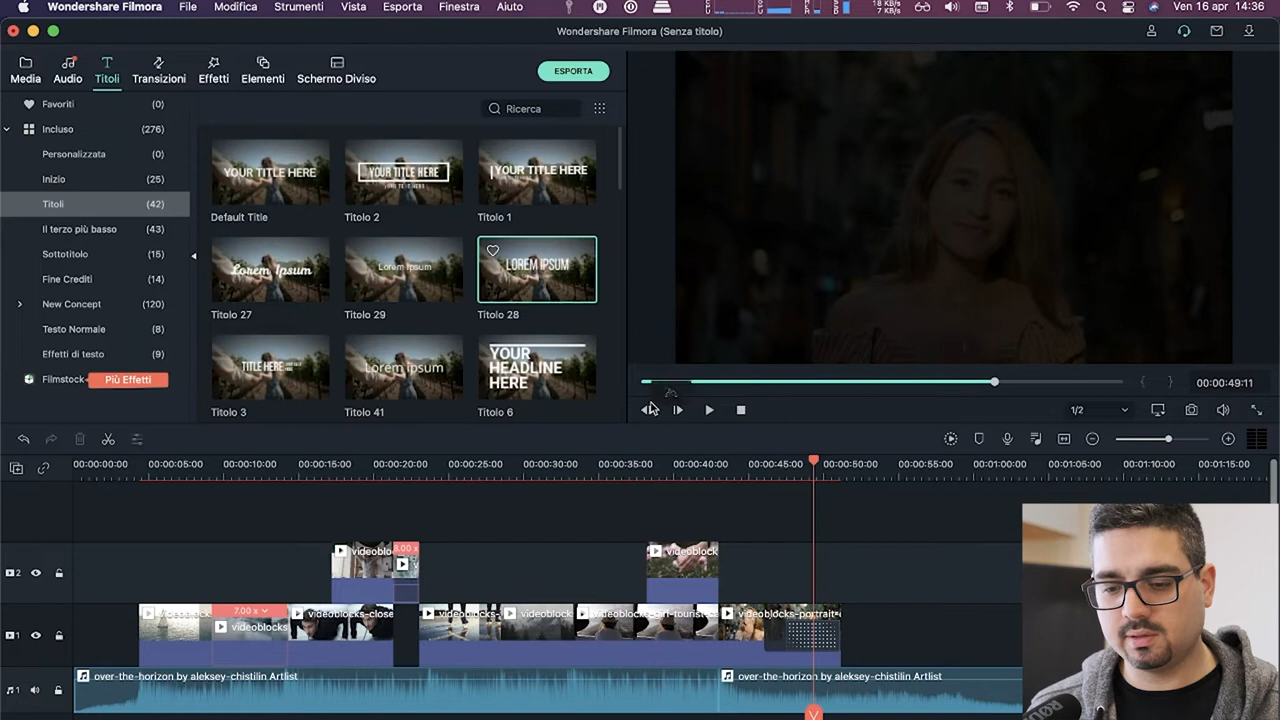 Wondershare Filmora File Modifica Strumenti Vista Esporta Finestra Aiuto
18 KB/s
7 KB/s
Ven 16 apr 14:36
Wondershare Filmora (Senza titolo)
Media Audio Titoli Transizioni Effetti Elementi Schermo Diviso
ESPORTA
Favoriti (0)
Ricerca
Incluso (276)
Personalizzata (0)
Inizio (25)
Titoli (42)
Il terzo più basso (43)
Sottotitolo (15)
Fine Crediti (14)
New Concept (120)
Testo Normale (8)
Effetti di testo (9)
Filmstock
Più Effetti
YOUR TITLE HERE
YOUR TITLE HERE
YOUR TITLE HERE
Default Title Titolo 2 Titolo 1
Lorem Ipsum
Lorem Ipsum
LOREM IPSUM
Titolo 27 Titolo 29 Titolo 28
TITLE HERE
Lorem ipsum
YOUR
HEADLINE
HERE
Titolo 3 Titolo 41 Titolo 6
00:00:49:11
1/2
00:00:00:00 00:00:05:00 00:00:10:00 00:00:15:00 00:00:20:00 00:00:25:00 00:00:30:00 00:00:35:00 00:00:40:00 00:00:45:00 00:00:50:00 00:00:55:00 00:01:00:00 00:01:05:00 00:01:10:00 00:01:15:00
videoblo
8.00 x
videoblock
2
7.00 x
videoblocks
videoblocks-close
videoblocks
videoblock
videoblocks-portrait-
1
over-the-horizon by aleksey-chistilin Artlist
over-the-horizon by aleksey-chistilin Artlist
1